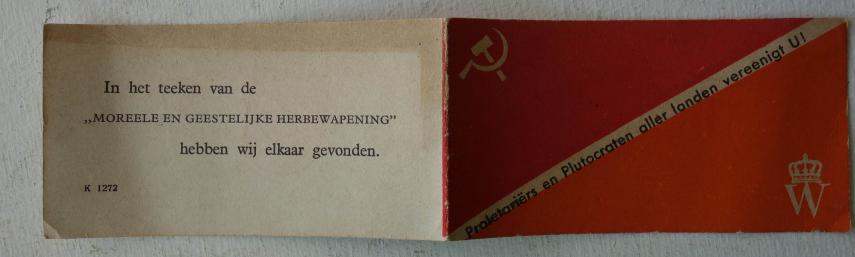 In het teeken van de
„MOREELE EN GEESTELIJKE HERBEWAPENING”
hebben wij elkaar gevonden.
K 1272
Proletariërs en Plutocraten aller landen vereenigt U!
W